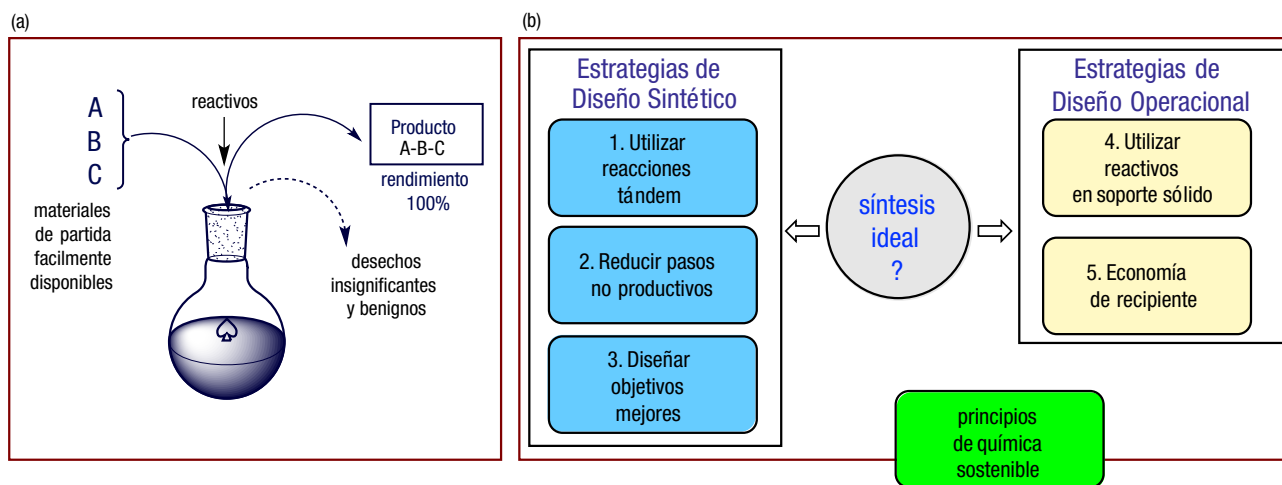 (a)
A
B
C
materiales
de partida
facilmente
disponibles
reactivos
Producto
A-B-C
rendimiento
100%
desechos
insignificantes
y benignos
(b)
Estrategias de
Diseño Sintético
1. Utilizar
reacciones
tándem
2. Reducir pasos
no productivos
3. Diseñar
objetivos
mejores
síntesis
ideal
?
Estrategias de
Diseño Operacional
4. Utilizar
reactivos
en soporte sólido
5. Economía
de recipiente
principios
de química
sostenible